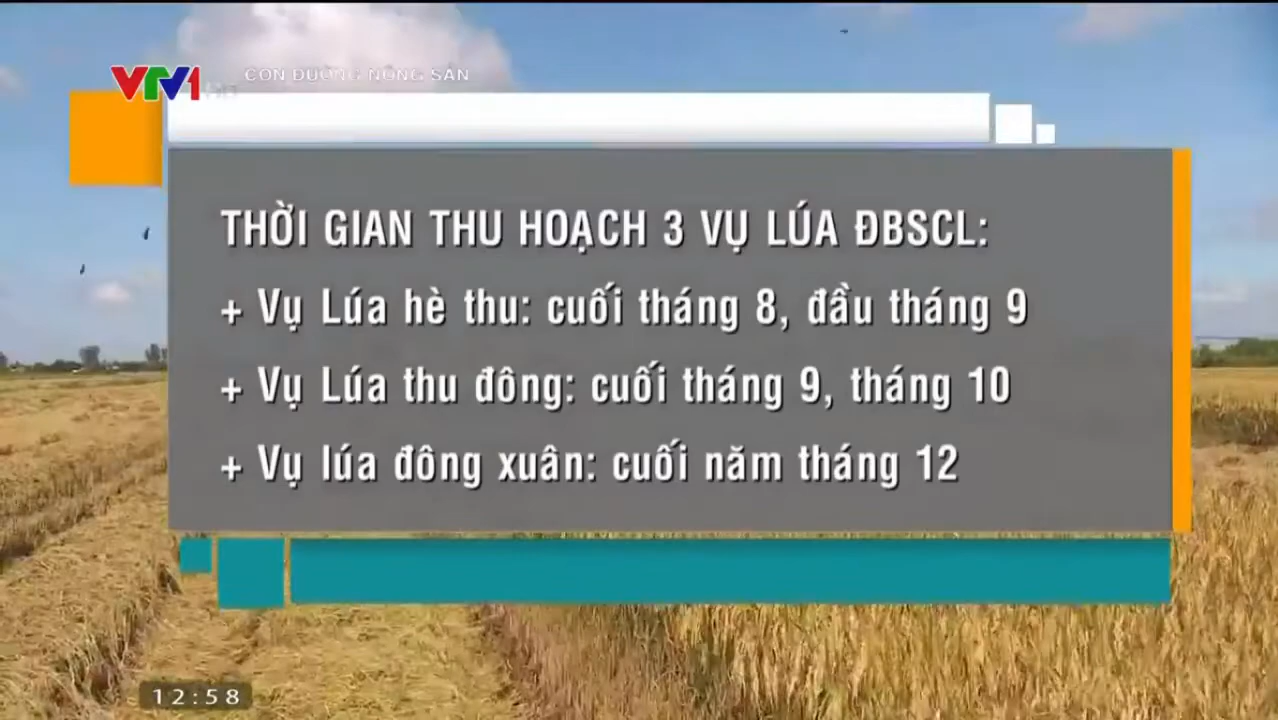 VTV1
CON ĐƯỜNG NÔNG SẢN
THỜI GIAN THU HOẠCH 3 VỤ LÚA ĐBSCL:
+ Vụ Lúa hè thu: cuối tháng 8, đầu tháng 9
+ Vụ Lúa thu đông: cuối tháng 9, tháng 10
+ Vụ lúa đông xuân: cuối năm tháng 12
12:58